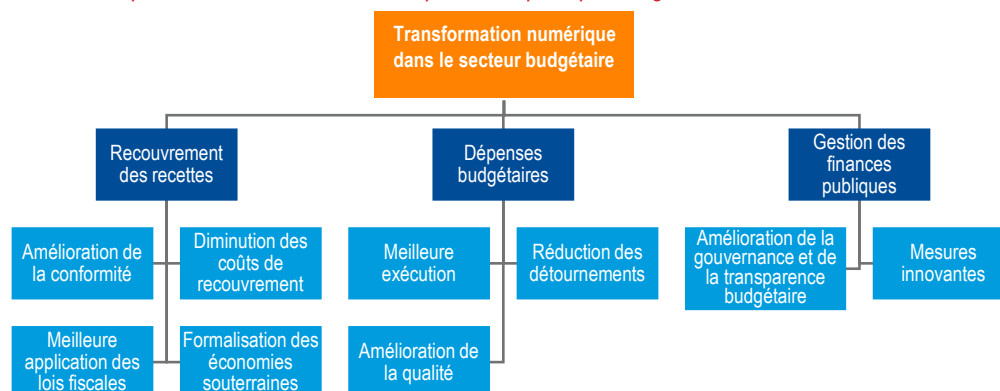 Transformation numérique
dans le secteur budgétaire
Recouvrement
des recettes
Dépenses
budgétaires
Gestion des
finances
publiques
Amélioration de
la conformité
Diminution des
coûts de
recouvrement
Meilleure
exécution
Réduction des
détournements
Amélioration de la
gouvernance et de
la transparence
budgétaire
Mesures
innovantes
Meilleure
application des
lois fiscales
Formalisation des
économies
souterraines
Amélioration de
la qualité